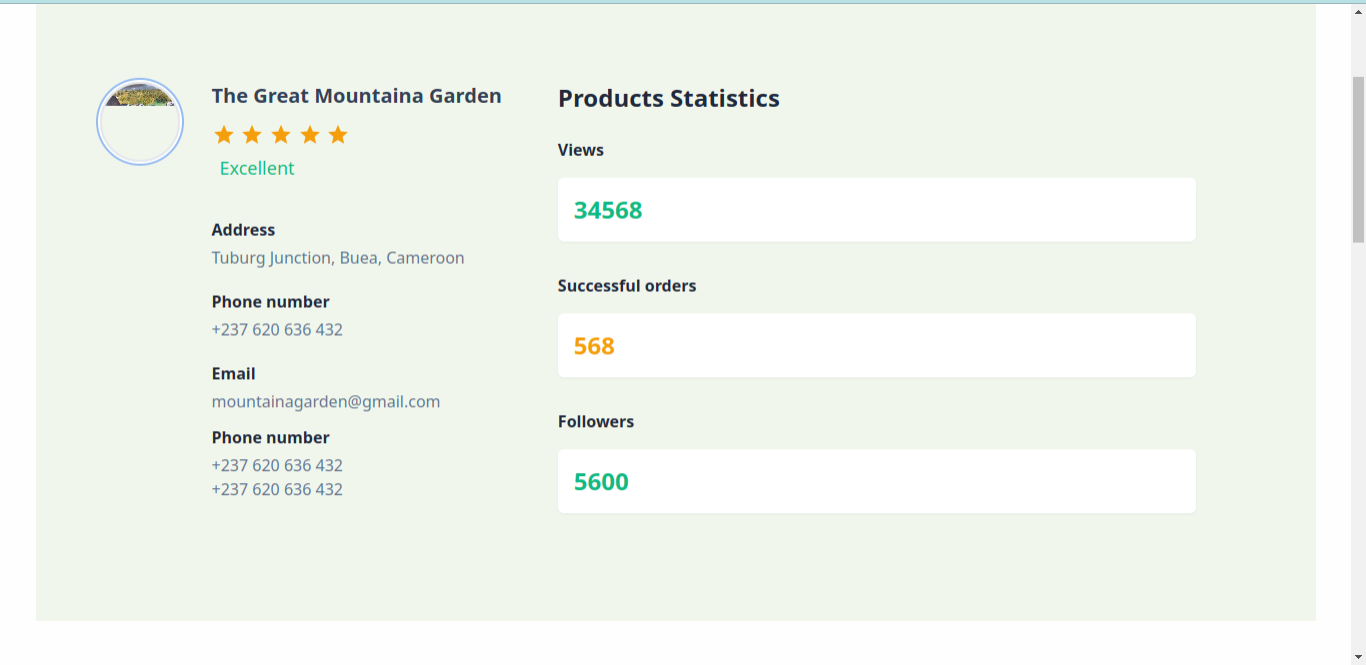 The Great Mountaina Garden
Excellent
Address
Tuburg Junction, Buea, Cameroon
Phone number
+237 620 636 432
Email
mountainagarden@gmail.com
Phone number
+237 620 636 432
+237 620 636 432
Products Statistics
Views
34568
Successful orders
568
Followers
5600